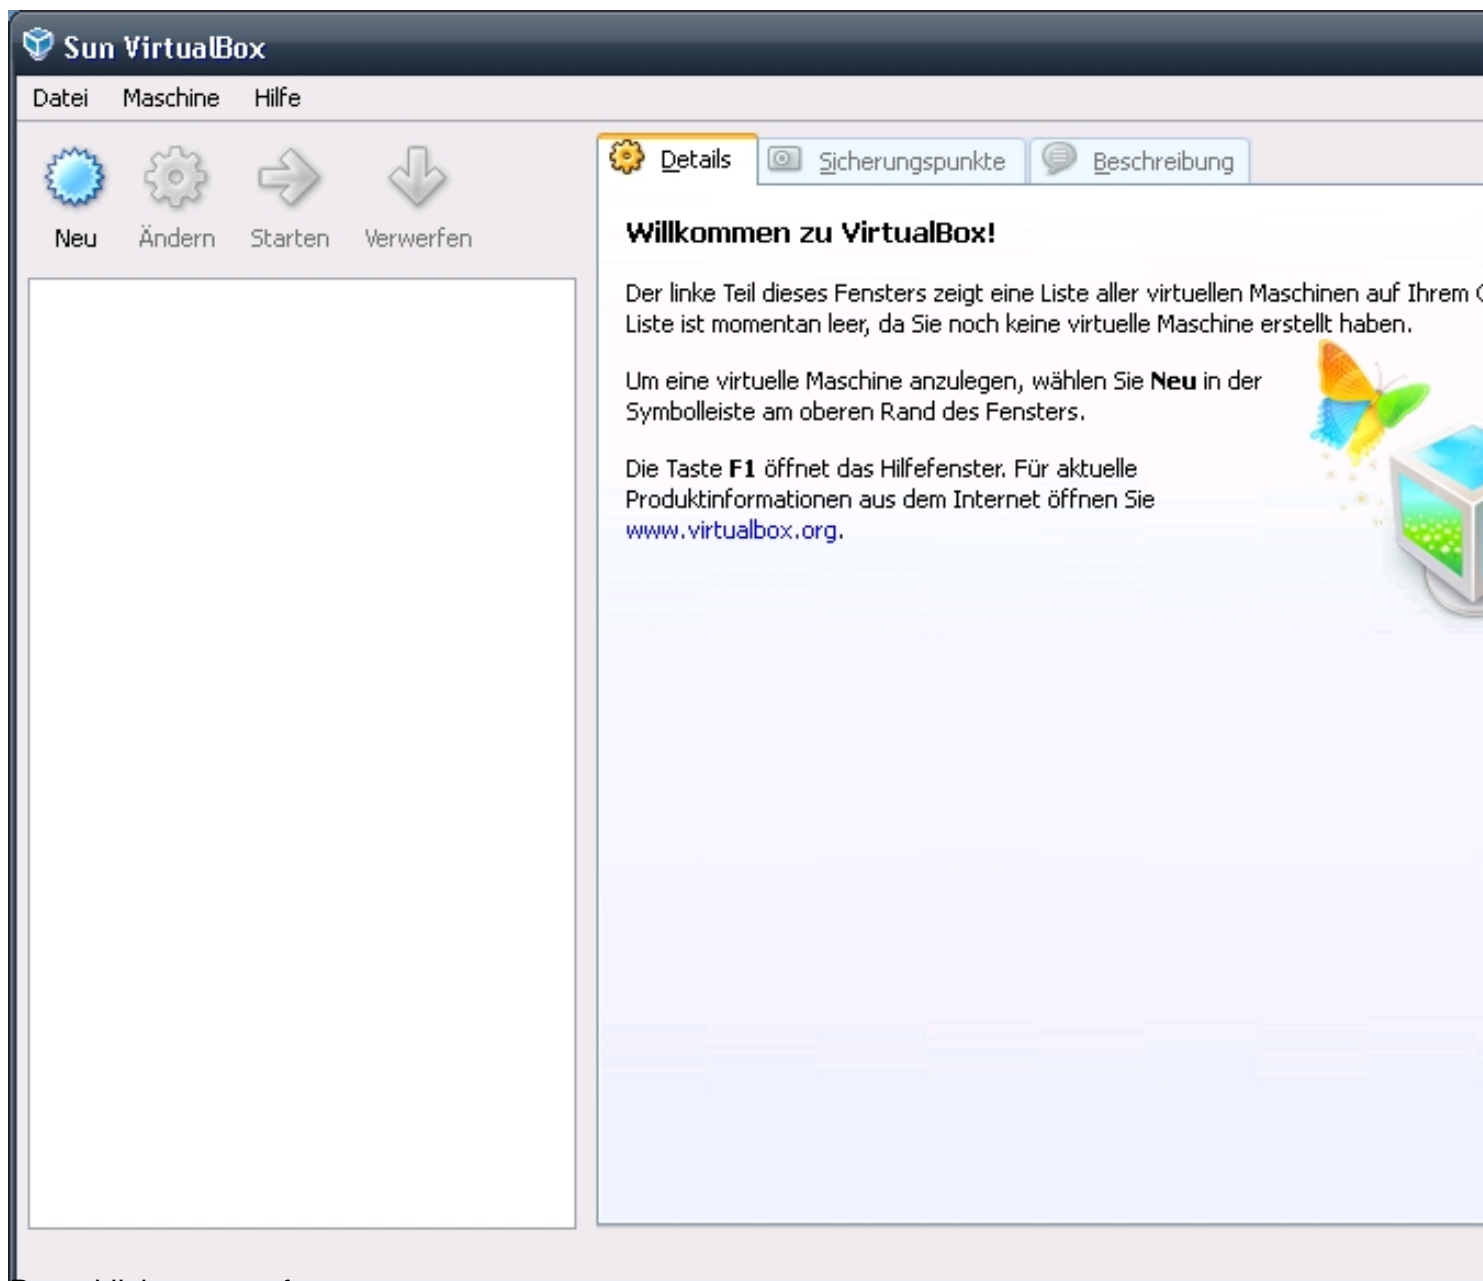 Sun VirtualBox
Datei Maschine Hilfe
Neu Ändern Starten Verwerfen
Details Sicherungspunkte Beschreibung
Willkommen zu VirtualBox!
Der linke Teil dieses Fensters zeigt eine Liste aller virtuellen Maschinen auf Ihrem
Liste ist momentan leer, da Sie noch keine virtuelle Maschine erstellt haben.
Um eine virtuelle Maschine anzulegen, wählen Sie Neu in der
Symbolleiste am oberen Rand des Fensters.
Die Taste F1 öffnet das Hilfefenster. Für aktuelle
Produktinformationen aus dem Internet öffnen Sie
www.virtualbox.org.